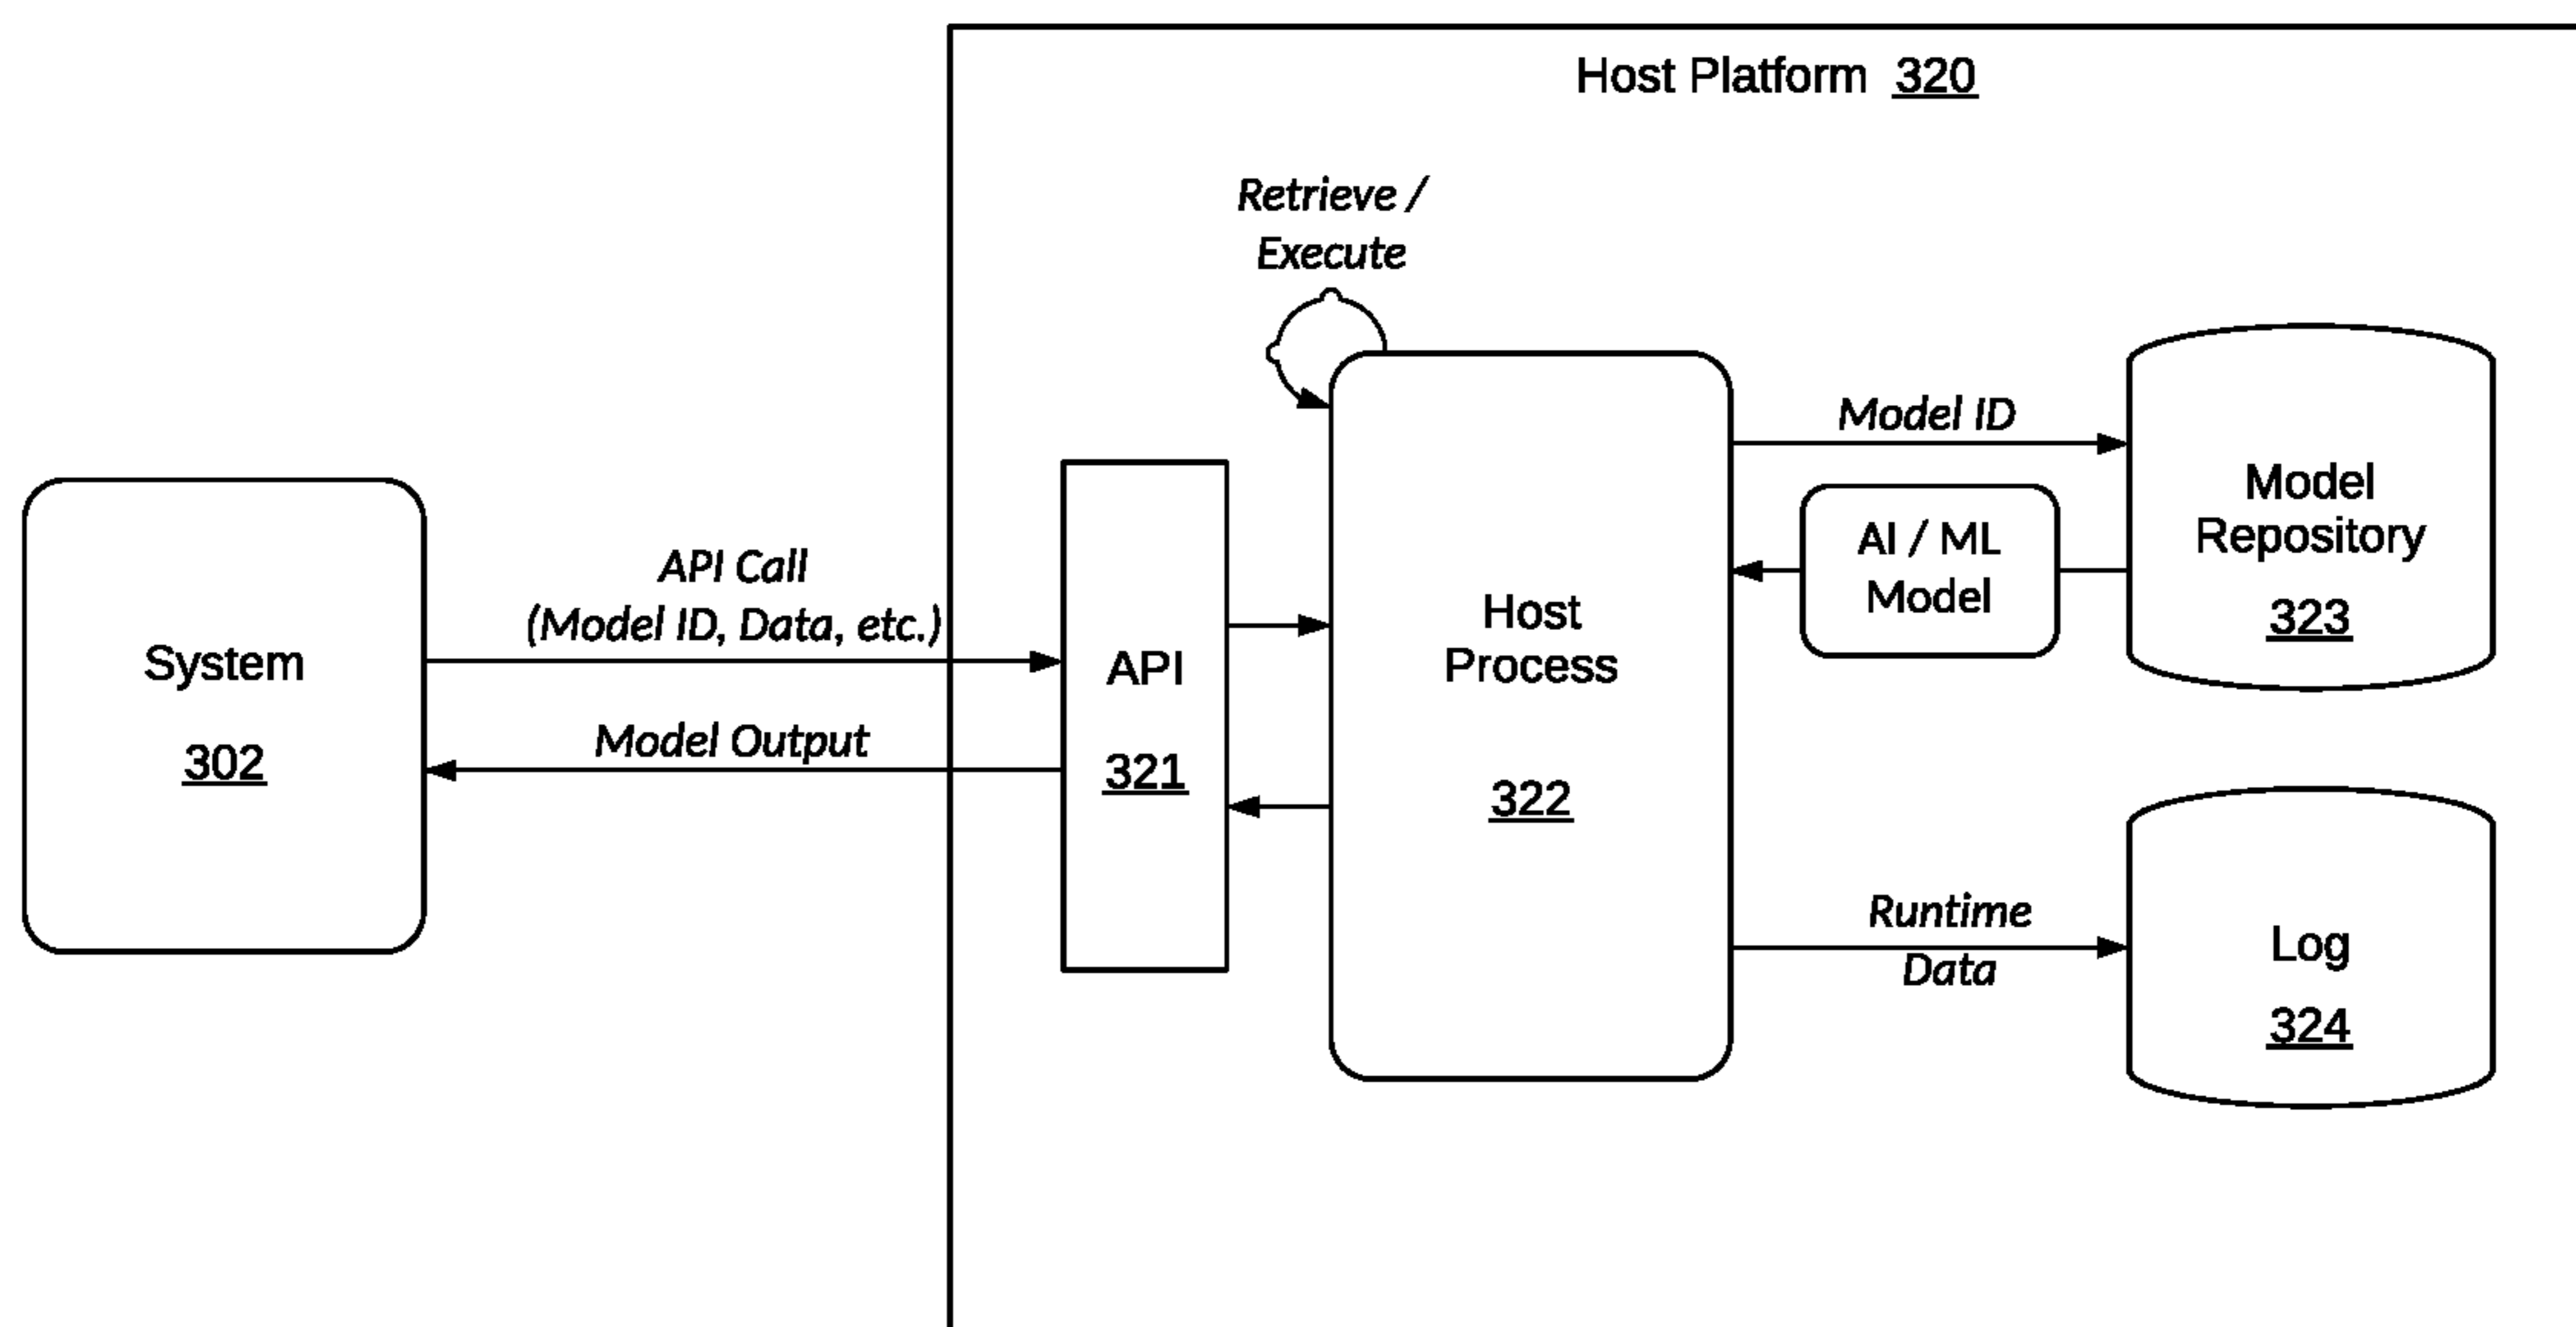 Host Platform 320
Retrieve /
Execute
Model ID
Model
Repository
323
AI / ML
Model
API Call
(Model ID, Data, etc.)
System
302
Model Output
API
321
Host
Process
322
Runtime
Data
Log
324